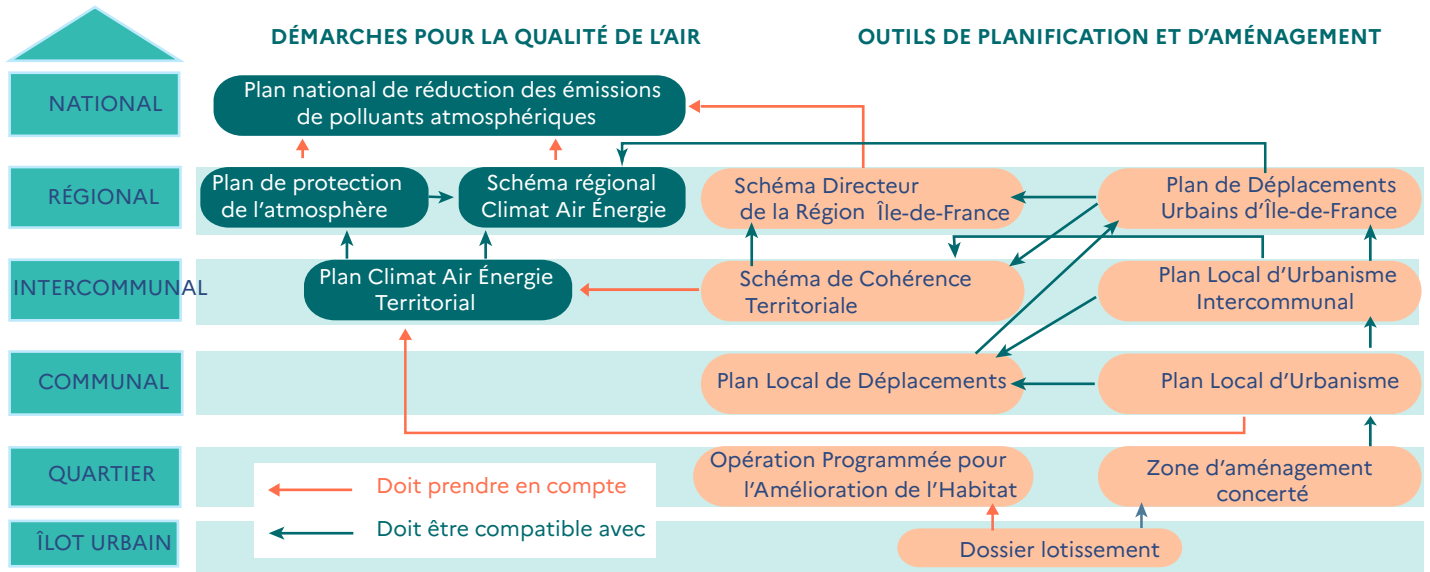 DÉMARCHES POUR LA QUALITÉ DE L'AIR
OUTILS DE PLANIFICATION ET D'AMÉNAGEMENT
NATIONAL
Plan national de réduction des émissions
de polluants atmosphériques
RÉGIONAL
Plan de protection
de l'atmosphère
Schéma régional
Climat Air Énergie
Schéma Directeur
de la Région Île-de-France
Plan de Déplacements
Urbains d'Île-de-France
INTERCOMMUNAL
Plan Climat Air Énergie
Territorial
Schéma de Cohérence
Territoriale
Plan Local d'Urbanisme
Intercommunal
COMMUNAL
Plan Local de Déplacements
Plan Local d'Urbanisme
QUARTIER
Opération Programmée pour
l'Amélioration de l'Habitat
Zone d'aménagement
concerté
Doit prendre en compte
Doit être compatible avec
ÎLOT URBAIN
Dossier lotissement